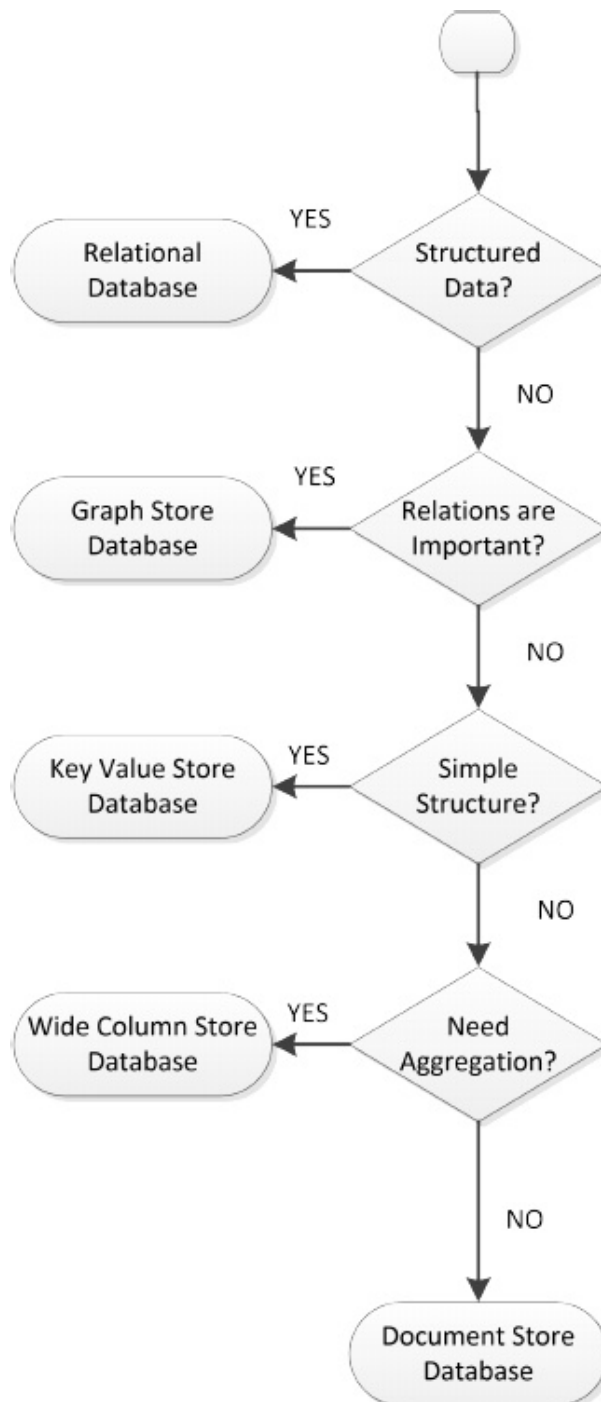 YES
Relational
Database
Structured
Data?
NO
YES
Graph Store
Database
Relations are
Important?
NO
YES
Key Value Store
Database
Simple
Structure?
NO
YES
Wide Column Store
Database
Need
Aggregation?
NO
Document Store
Database